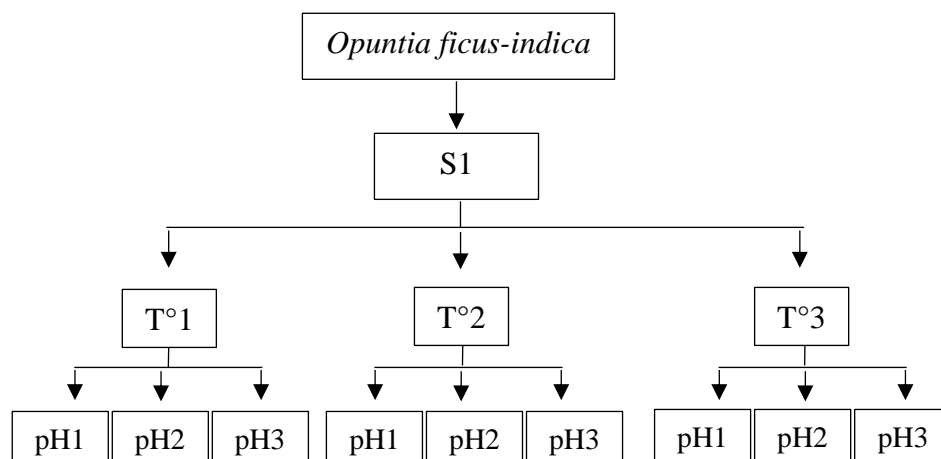 Opuntia ficus-indica
S1
T°1
T°2
T°3
pH1
pH2
pH3
pH1
pH2
pH3
pH1
pH2
pH3